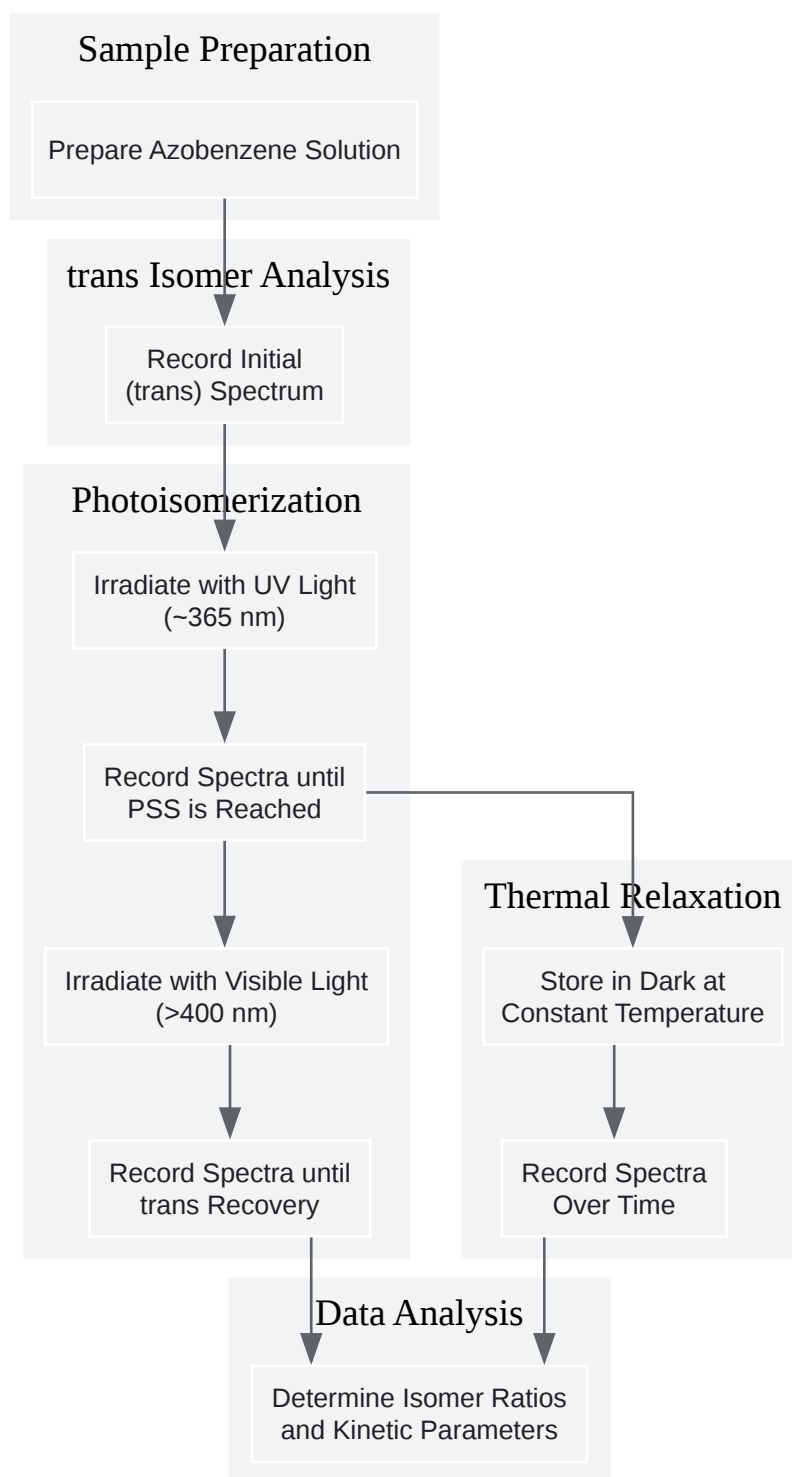 Sample Preparation
Prepare Azobenzene Solution
trans Isomer Analysis
Record Initial
(trans) Spectrum
Photoisomerization
Irradiate with UV Light
(~365 nm)
Record Spectra until
PSS is Reached
Irradiate with Visible Light
(>400 nm)
Record Spectra until
trans Recovery
Thermal Relaxation
Store in Dark at
Constant Temperature
Record Spectra
Over Time
Data Analysis
Determine Isomer Ratios
and Kinetic Parameters